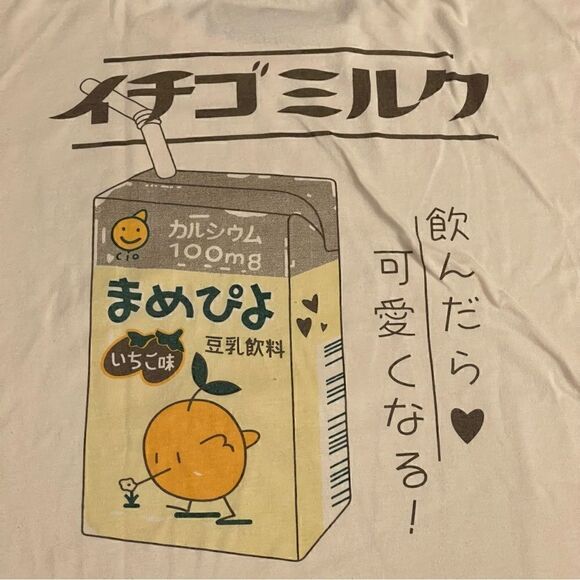 イチゴミルク
飲んだら♥
可愛くなる!
cio
カルシウム
100mg
まめぴよ
いちご味
豆乳飲料